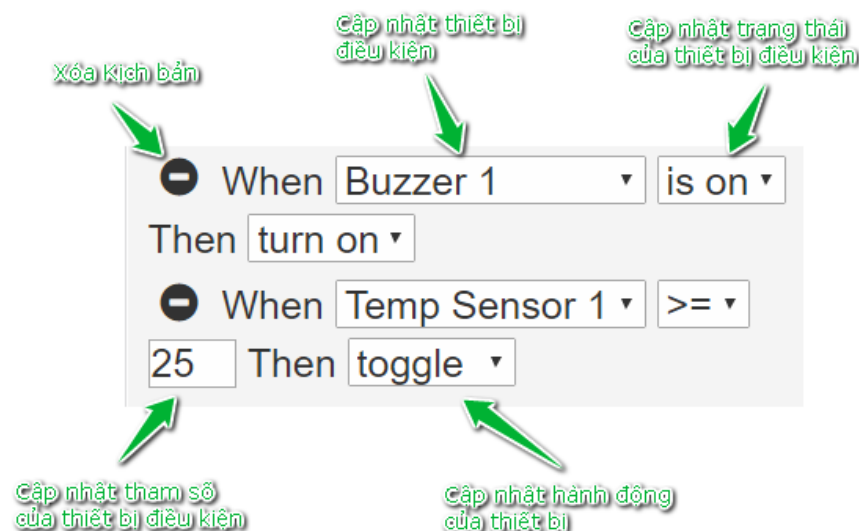 Cập nhật thiết bị
điều kiện
Cập nhật trạng thái
của thiết bị điều kiện
Xóa Kịch bản
When Buzzer 1 is on
Then turn on
When Temp Sensor 1 >=
25 Then toggle
Cập nhật tham số
của thiết bị điều kiện
Cập nhật hành động
của thiết bị